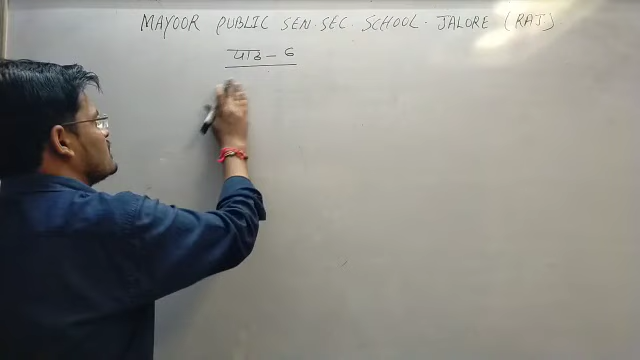 MAYOOR PUBLIC SEN. SEC. SCHOOL. JALORE (RAJ).
पाठ - 6